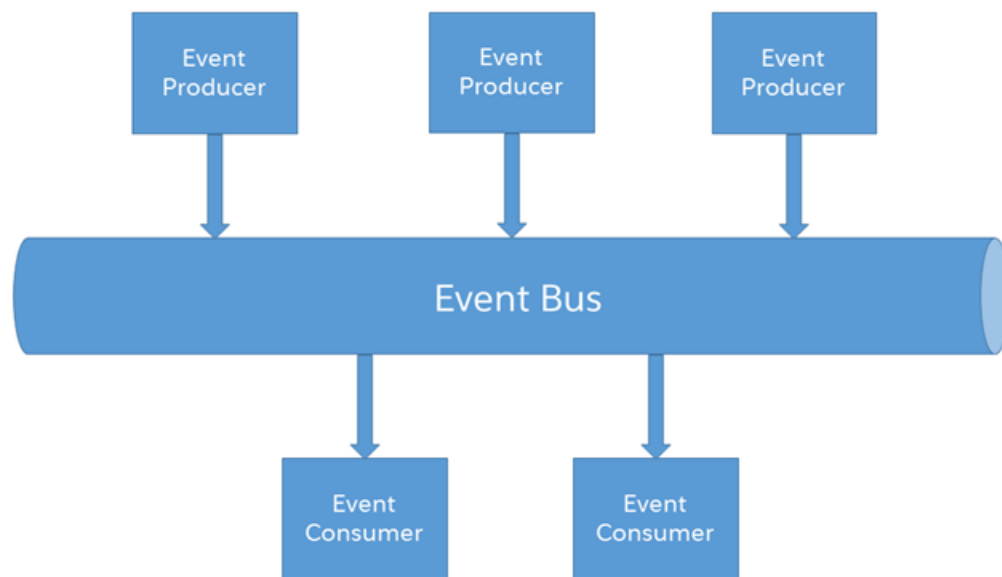 Event
Producer
Event
Producer
Event
Producer
Event Bus
Event
Consumer
Event
Consumer